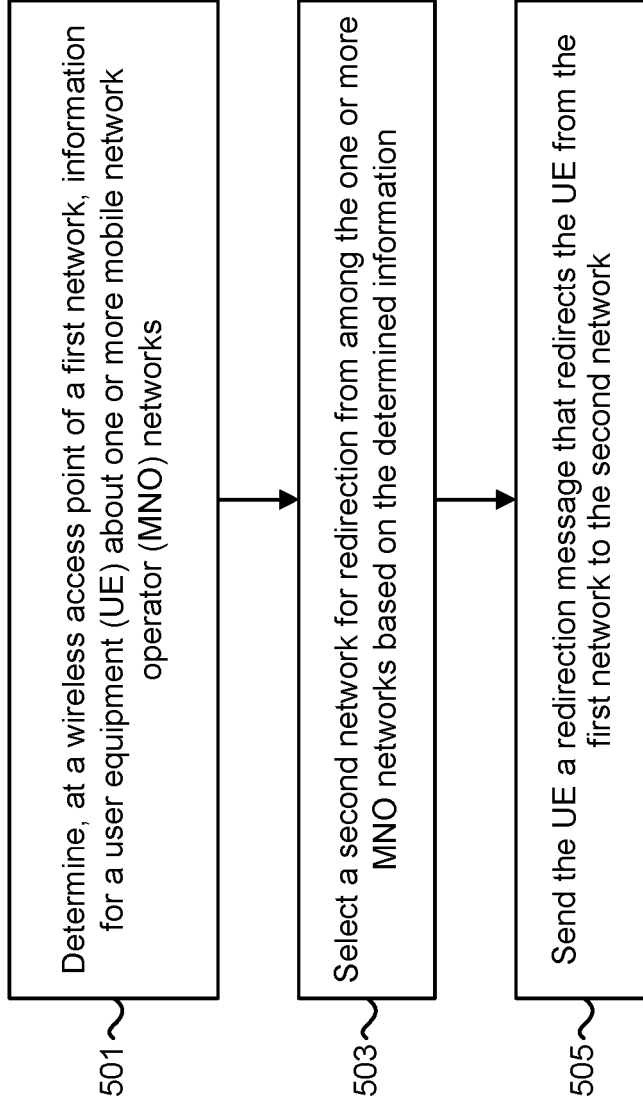 501
Determine, at a wireless access point of a first network, information
for a user equipment (UE) about one or more mobile network
operator (MNO) networks
503
Select a second network for redirection from among the one or more
MNO networks based on the determined information
505
Send the UE a redirection message that redirects the UE from the
first network to the second network